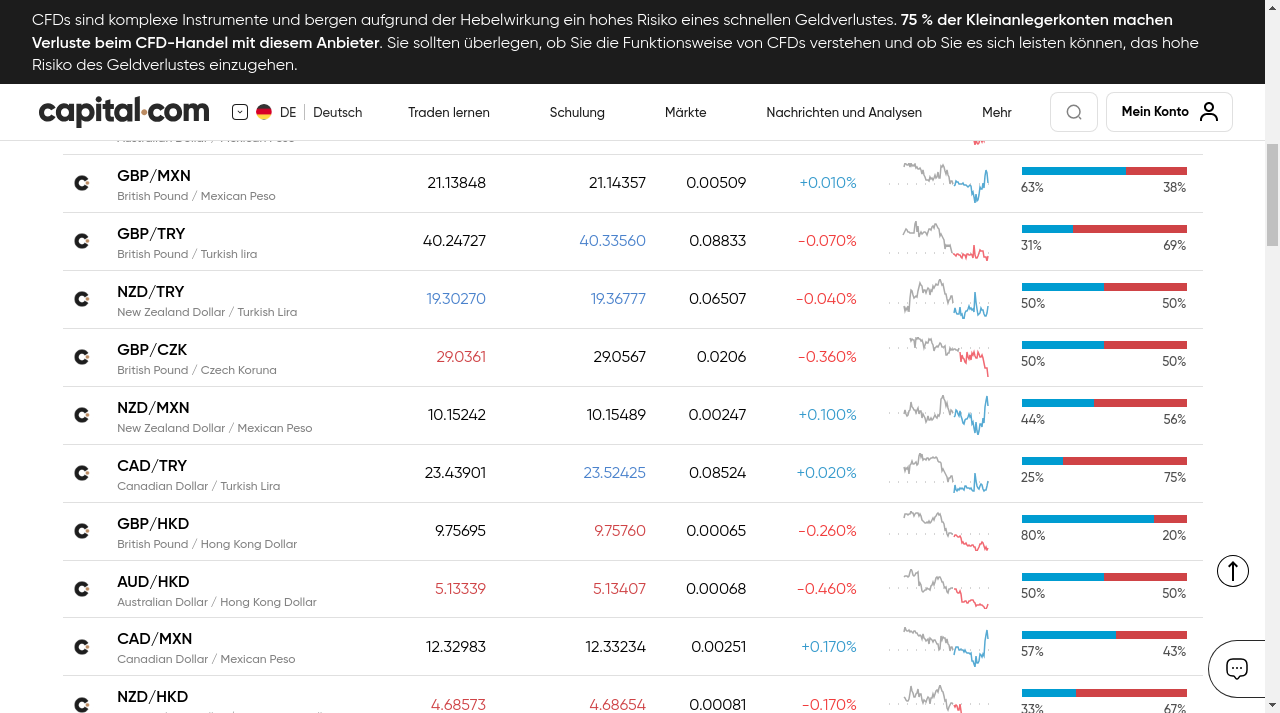 CFDs sind komplexe Instrumente und bergen aufgrund der Hebelwirkung ein hohes Risiko eines schnellen Geldverlustes. 75 % der Kleinanlegerkonten machen
Verluste beim CFD-Handel mit diesem Anbieter. Sie sollten überlegen, ob Sie die Funktionsweise von CFDs verstehen und ob Sie es sich leisten können, das hohe
Risiko des Geldverlustes einzugehen.
capital.com DE Deutsch Traden lernen Schulung Märkte Nachrichten und Analysen Mehr Mein Konto
GBP/MXN 21.13848 21.14357 0.00509 +0.010%
British Pound / Mexican Peso 63% 38%
GBP/TRY 40.24727 40.33560 0.08833 -0.070%
British Pound / Turkish lira 31% 69%
NZD/TRY 19.30270 19.36777 0.06507 -0.040%
New Zealand Dollar / Turkish Lira 50% 50%
GBP/CZK 29.0361 29.0567 0.0206 -0.360%
British Pound / Czech Koruna 50% 50%
NZD/MXN 10.15242 10.15489 0.00247 +0.100%
New Zealand Dollar / Mexican Peso 44% 56%
CAD/TRY 23.43901 23.52425 0.08524 +0.020%
Canadian Dollar / Turkish Lira 25% 75%
GBP/HKD 9.75695 9.75760 0.00065 -0.260%
British Pound / Hong Kong Dollar 80% 20%
AUD/HKD 5.13339 5.13407 0.00068 -0.460%
Australian Dollar / Hong Kong Dollar 50% 50%
CAD/MXN 12.32983 12.33234 0.00251 +0.170%
Canadian Dollar / Mexican Peso 57% 43%
NZD/HKD 4.68573 4.68654 0.00081 -0.170%
33% 67%